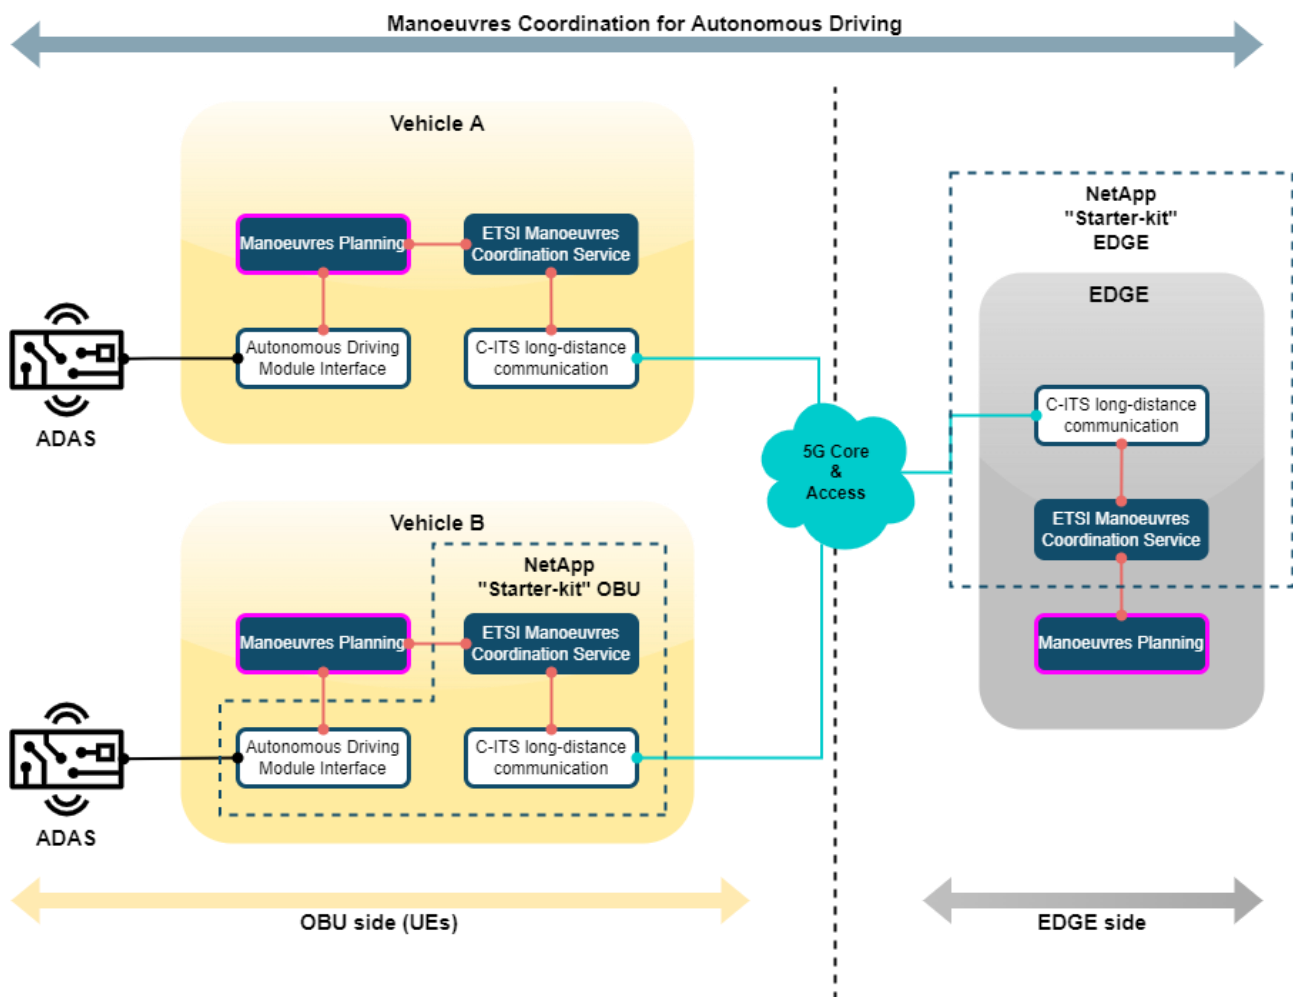 Manoeuvres Coordination for Autonomous Driving
Vehicle A
Manoeuvres Planning
ETSI Manoeuvres
Coordination Service
Autonomous Driving
Module Interface
C-ITS long-distance
communication
ADAS
5G Core
&
Access
NetApp
"Starter-kit"
EDGE
EDGE
C-ITS long-distance
communication
ETSI Manoeuvres
Coordination Service
Manoeuvres Planning
Vehicle B
NetApp
"Starter-kit" OBU
Manoeuvres Planning
ETSI Manoeuvres
Coordination Service
Autonomous Driving
Module Interface
C-ITS long-distance
communication
ADAS
OBU side (UEs)
EDGE side